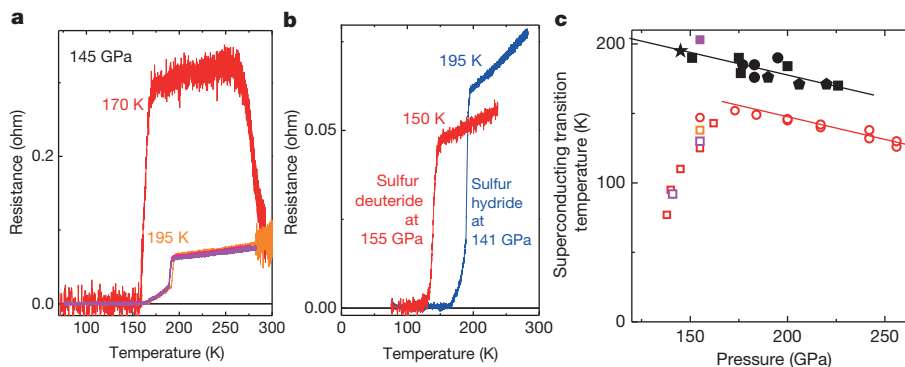 a
145 GPa
170 K
195 K
Resistance (ohm)
0.2
0.0
100
150
200
250
300
Temperature (K)
b
195 K
150 K
Sulfur
deuteride
at
155 GPa
Sulfur
hydride
at
141 GPa
Resistance (ohm)
0.05
0.00
0
100
150
200
250
300
Temperature (K)
c
Superconducting transition
temperature (K)
200
100
0
150
200
250
Pressure (GPa)